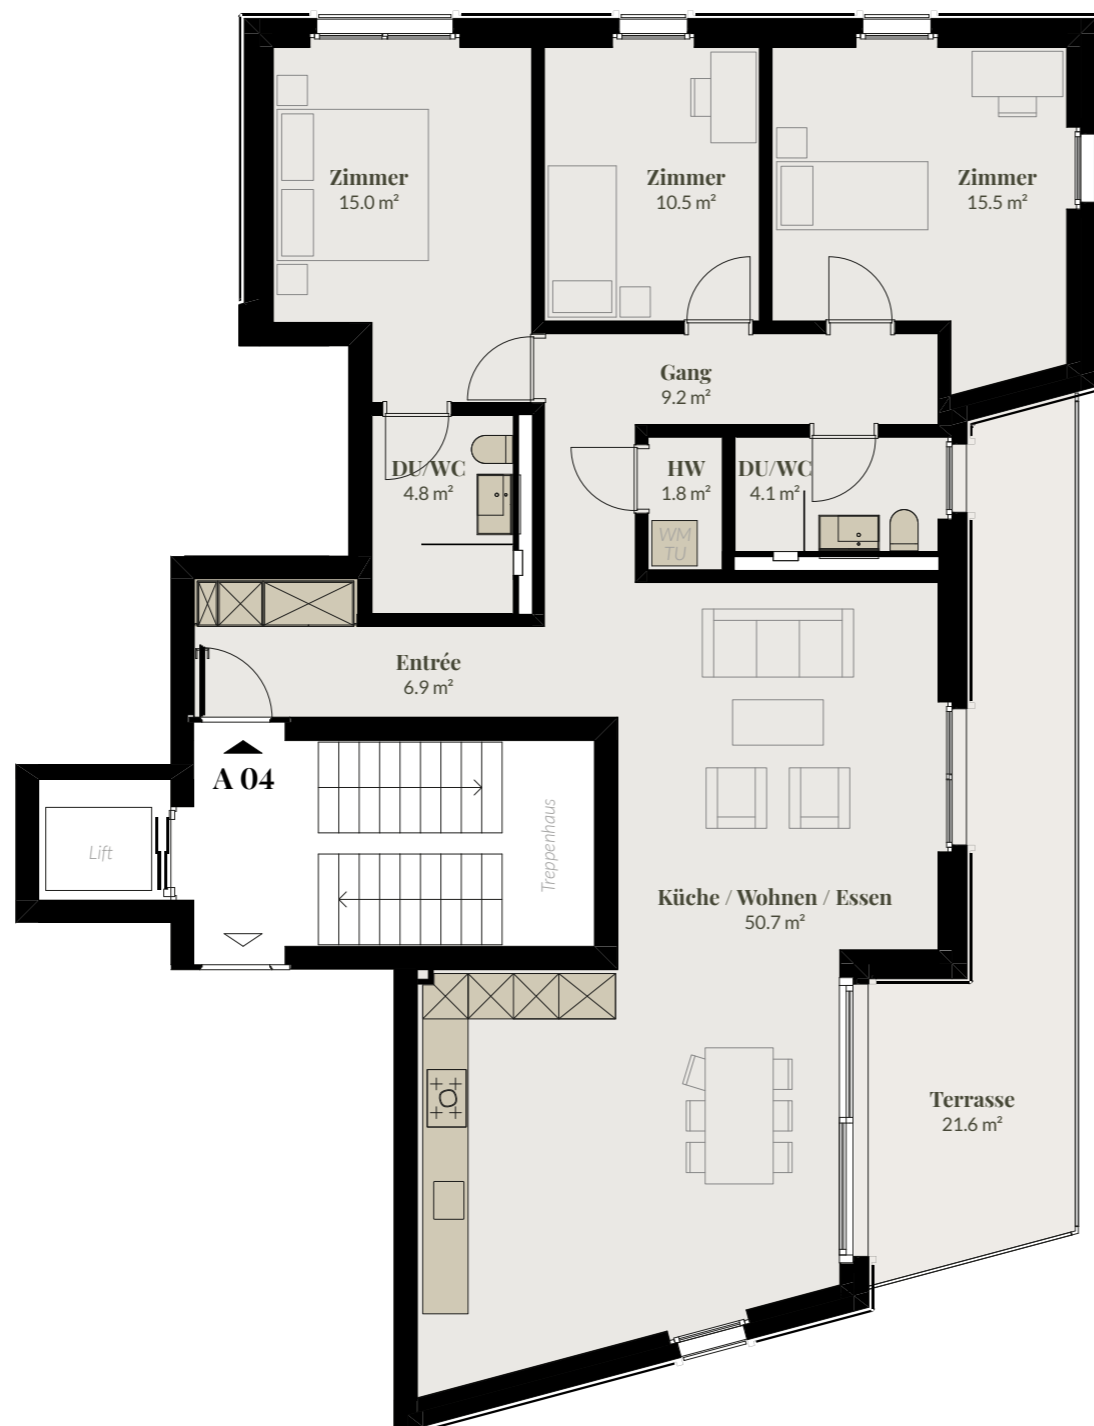 Zimmer
15.0 m²
Zimmer
10.5 m²
Zimmer
15.5 m²
Gang
9.2 m²
DU/WC
4.8 m²
HW
1.8 m²
DU/WC
4.1 m²
WM
TU
Entrée
6.9 m²
A 04
Lift
Treppenhaus
Küche / Wohnen / Essen
50.7 m²
Terrasse
21.6 m²